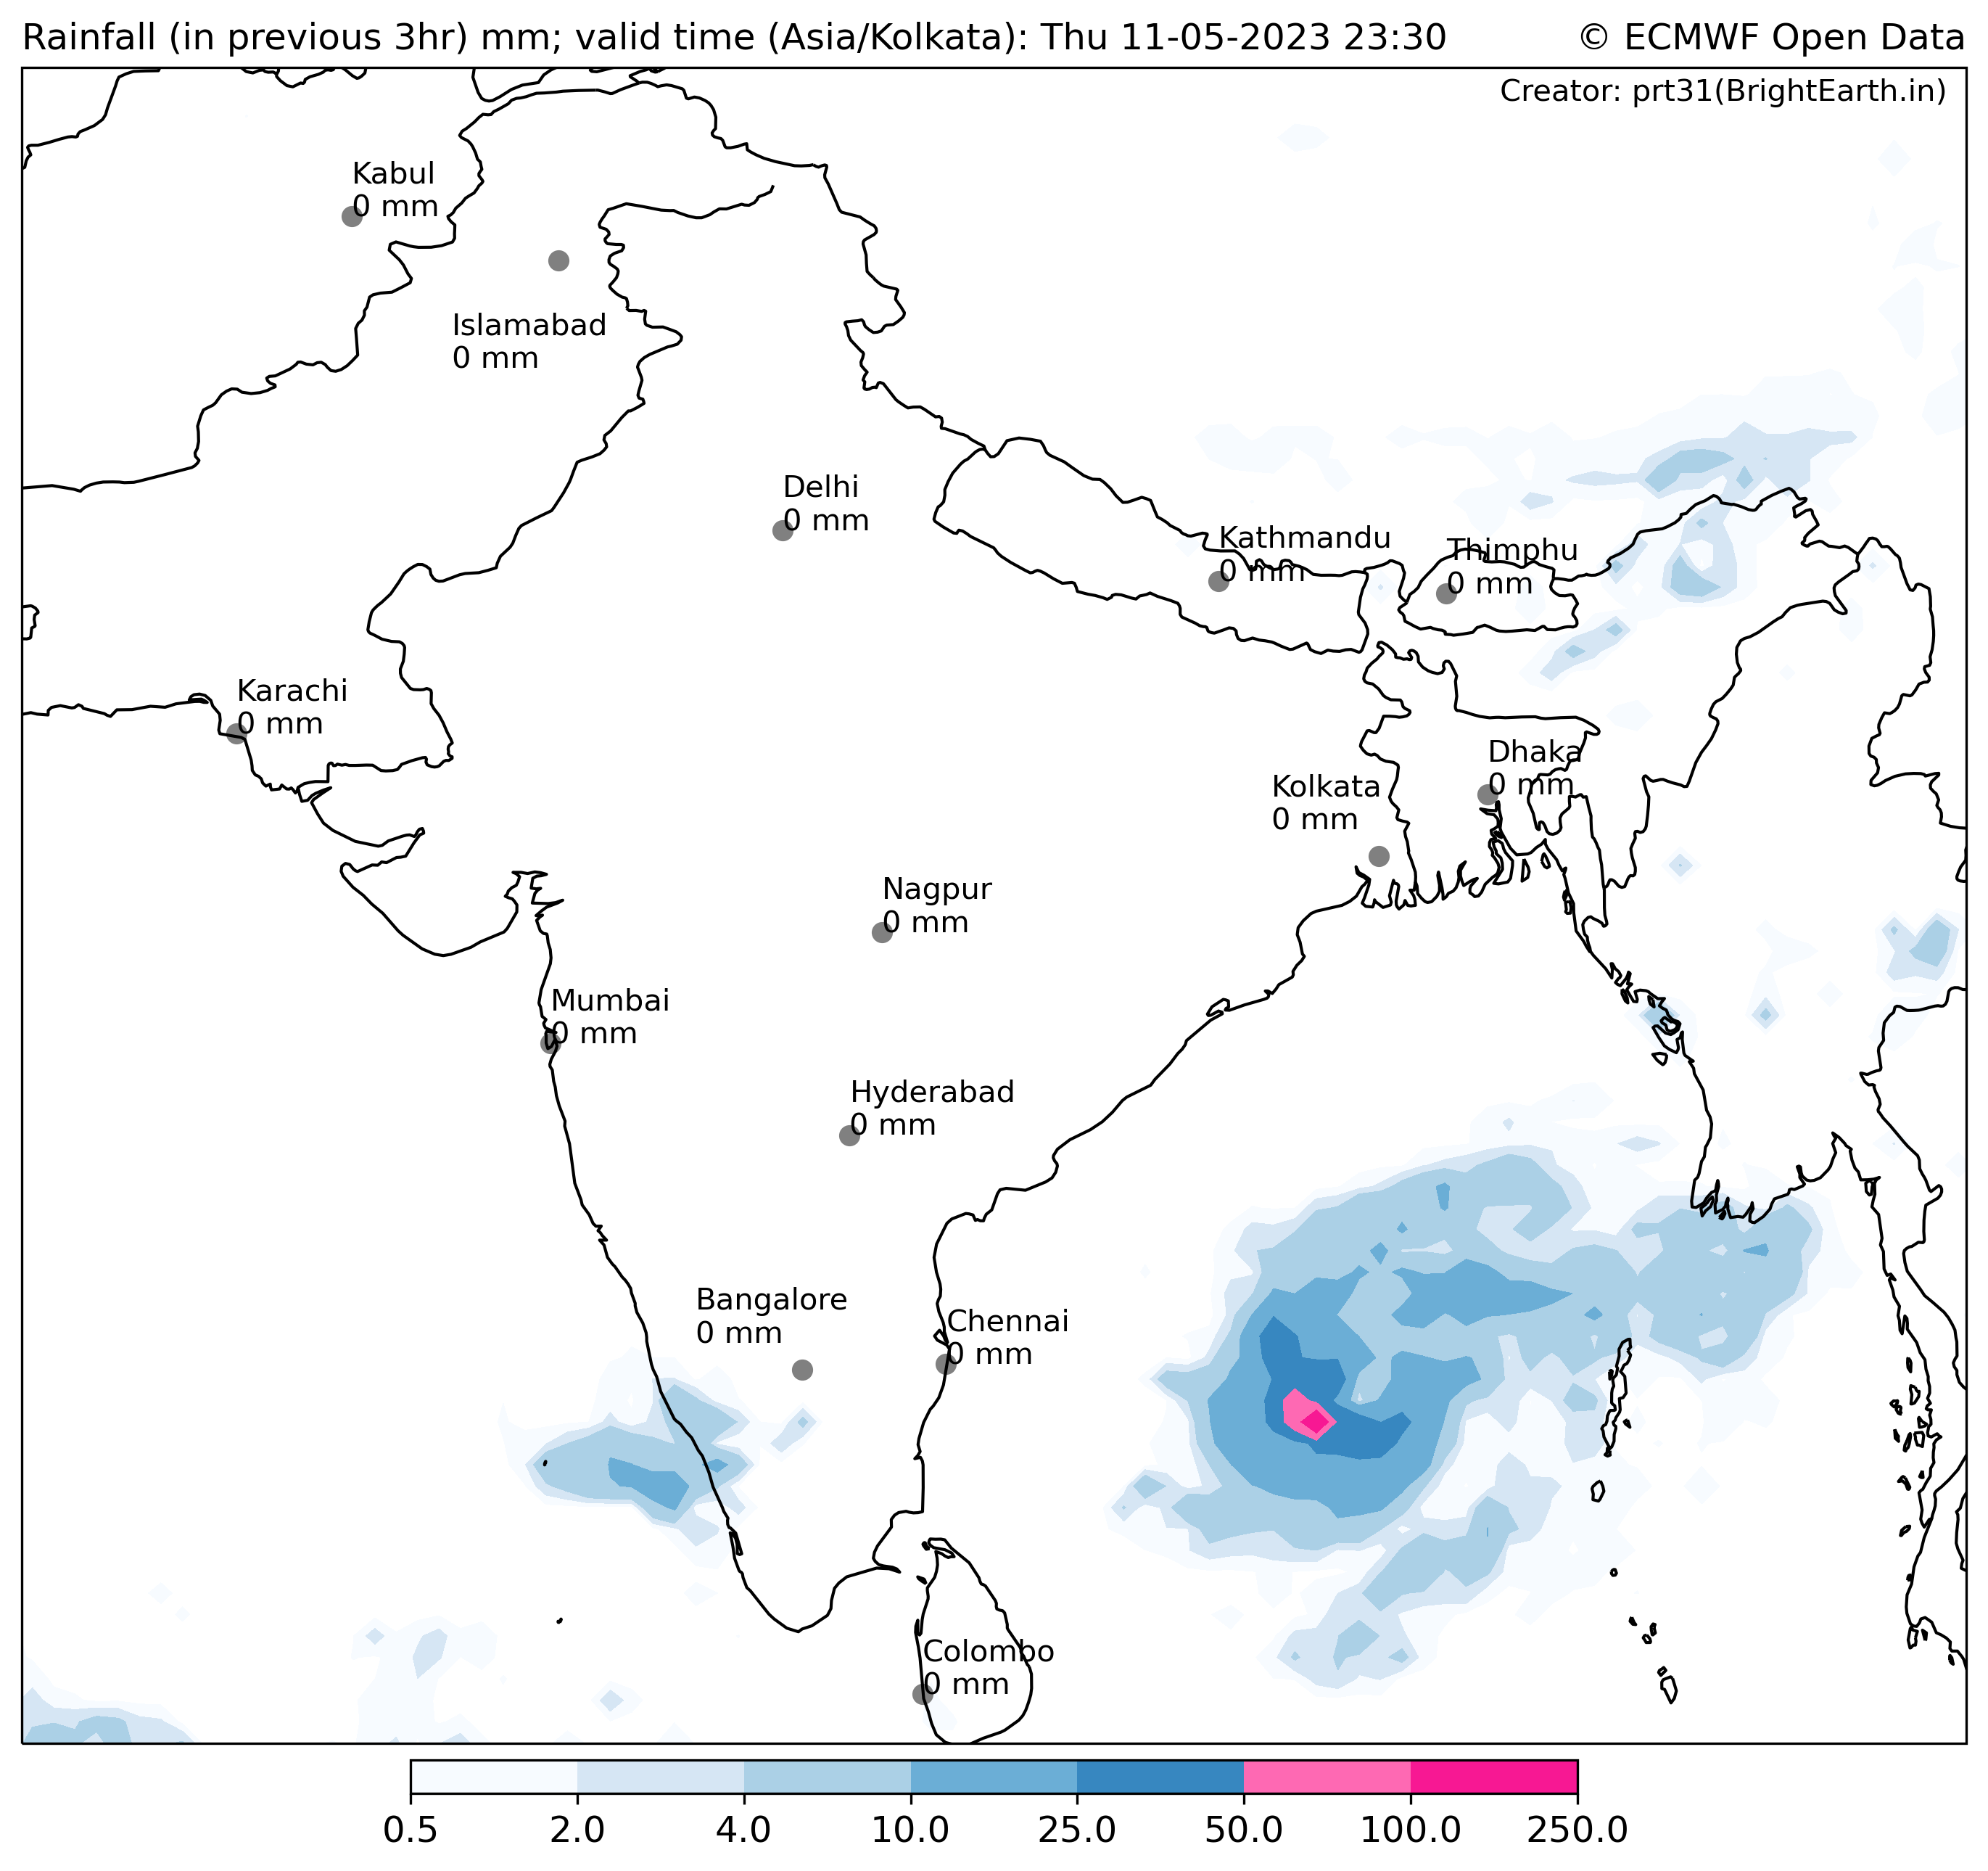 Rainfall (in previous 3hr) mm; valid time (Asia/Kolkata): Thu 11-05-2023 23:30
© ECMWF Open Data
Creator: prt31(BrightEarth.in)
Kabul
0 mm
Islamabad
0 mm
Delhi
0 mm
Kathmandu
0 mm
Thimphu
0 mm
Karachi
0 mm
Dhaka
0 mm
Kolkata
0 mm
Nagpur
0 mm
Mumbai
0 mm
Hyderabad
0 mm
Bangalore
0 mm
Chennai
0 mm
Colombo
0 mm
0.5 2.0 4.0 10.0 25.0 50.0 100.0 250.0